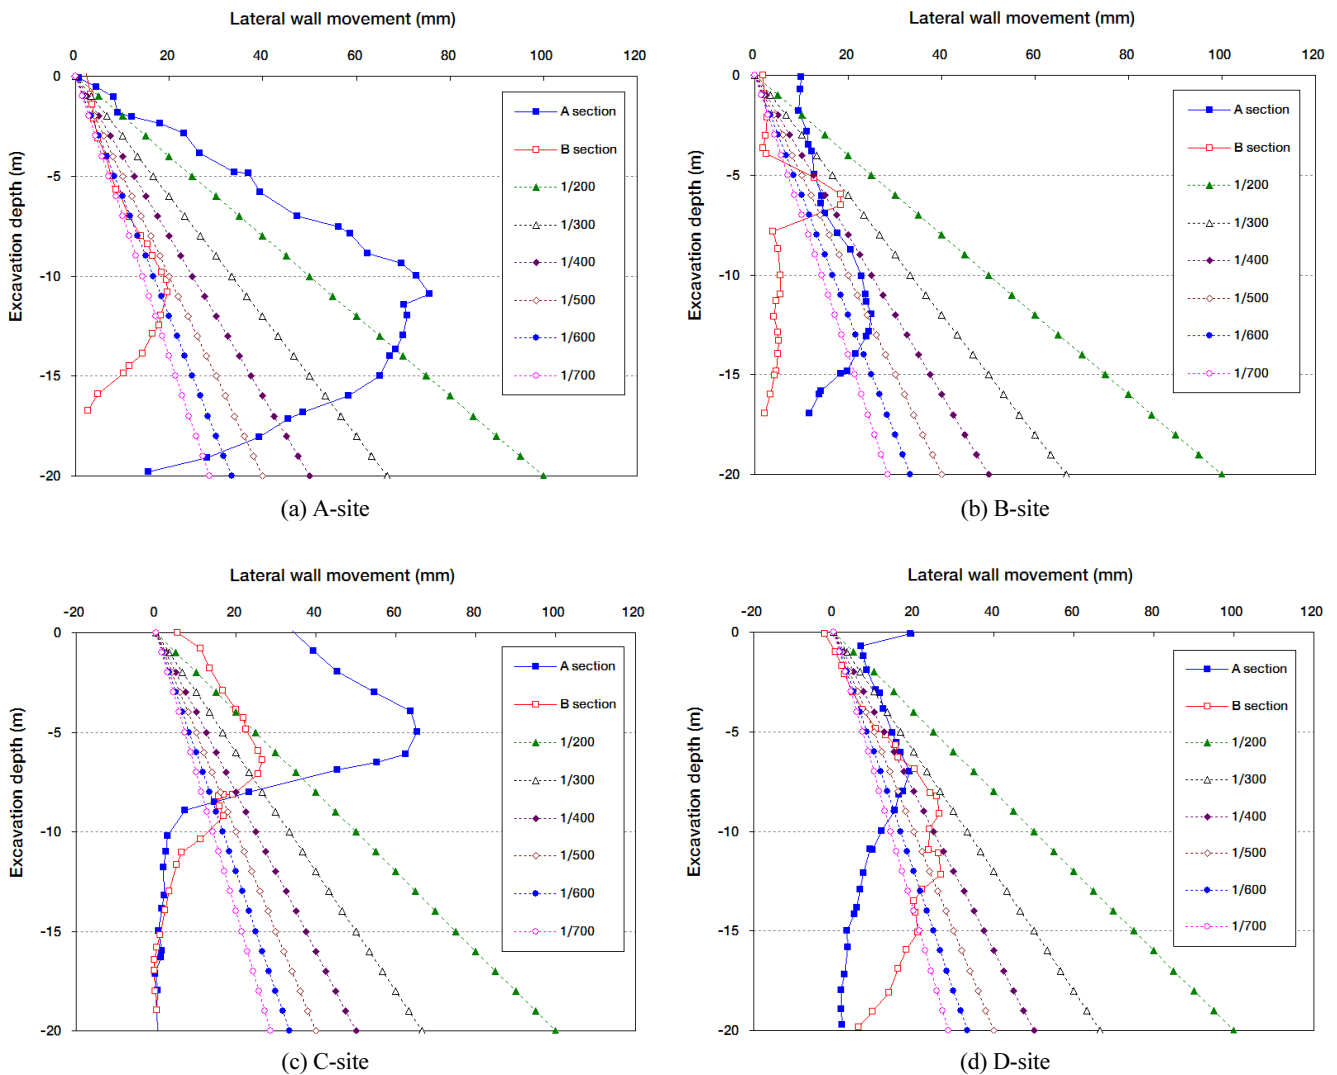 Lateral wall movement (mm)
0 20 40 60 80 100 120
Excavation depth (m)
0
-5
-10
-15
-20
A section
B section
1/200
1/300
1/400
1/500
1/600
1/700
(a) A-site
Lateral wall movement (mm)
0 20 40 60 80 100 120
Excavation depth (m)
0
-5
-10
-15
-20
A section
B section
1/200
1/300
1/400
1/500
1/600
1/700
(b) B-site
Lateral wall movement (mm)
-20 0 20 40 60 80 100 120
Excavation depth (m)
0
-5
-10
-15
-20
A section
B section
1/200
1/300
1/400
1/500
1/600
1/700
(c) C-site
Lateral wall movement (mm)
-20 0 20 40 60 80 100 120
Excavation depth (m)
0
-5
-10
-15
-20
A section
B section
1/200
1/300
1/400
1/500
1/600
1/700
(d) D-site